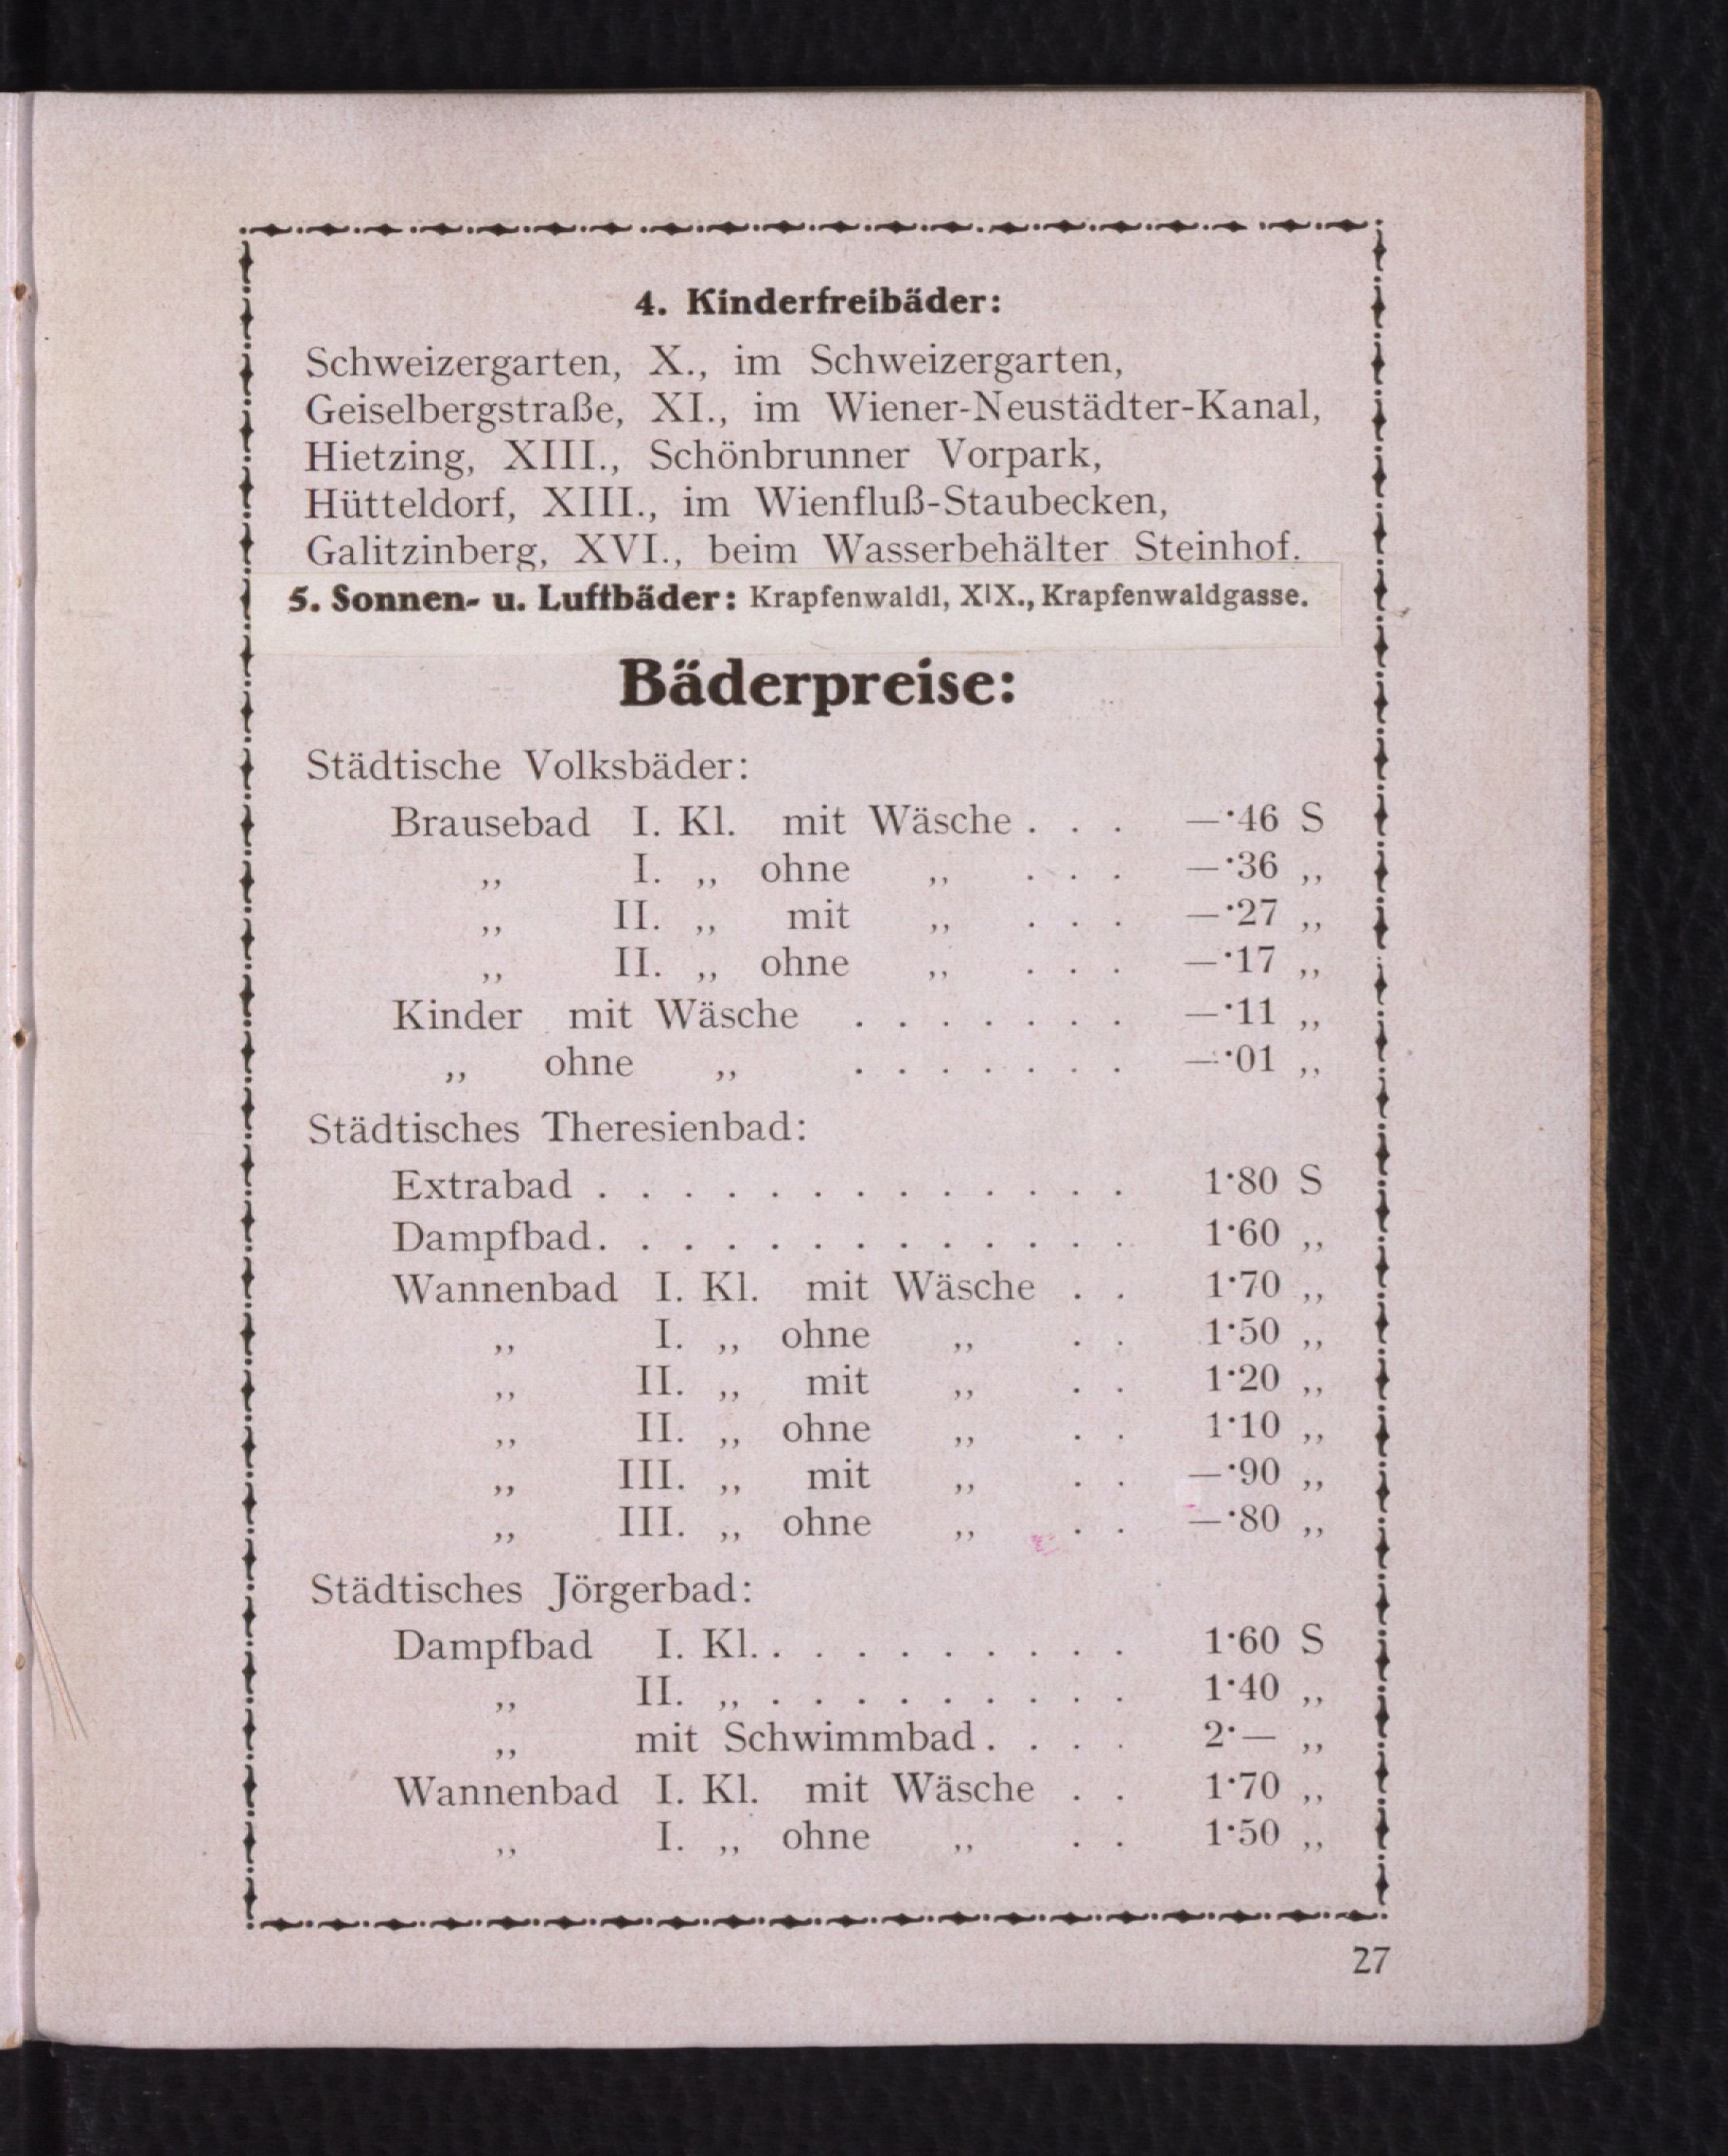 4. Kinderfreibäder:
Schweizergarten, X., im Schweizergarten,
Geiselbergstraße, XI., im Wiener-Neustädter-Kanal,
Hietzing, XIII., Schönbrunner Vorpark,
Hütteldorf, XIII., im Wienfluß-Staubecken,
Galitzinberg, XVI., beim Wasserbehälter Steinhof.
5. Sonnen- u. Luftbäder: Krapfenwaldl, XIX., Krapfenwaldgasse.
Bäderpreise:
Städtische Volksbäder:
Brausebad I. Kl. mit Wäsche . . . —·46 S
„ I. „ ohne „ . . . —·36 „
„ II. „ mit „ . . . —·27 „
„ II. „ ohne „ . . . —·17 „
Kinder mit Wäsche . . . . . . . —·11 „
„ ohne „ . . . . . . . —·01 „
Städtisches Theresienbad:
Extrabad . . . . . . . . . . . . . 1·80 S
Dampfbad . . . . . . . . . . . . . 1·60 „
Wannenbad I. Kl. mit Wäsche . . 1·70 „
„ I. „ ohne „ . . 1·50 „
„ II. „ mit „ . . 1·20 „
„ II. „ ohne „ . . 1·10 „
„ III. „ mit „ . . —·90 „
„ III. „ ohne „ . . —·80 „
Städtisches Jörgerbad:
Dampfbad I. Kl. . . . . . . . . . 1·60 S
„ II. „ . . . . . . . . . 1·40 „
„ mit Schwimmbad . . . . 2·— „
Wannenbad I. Kl. mit Wäsche . . 1·70 „
„ I. „ ohne „ . . 1·50 „
27